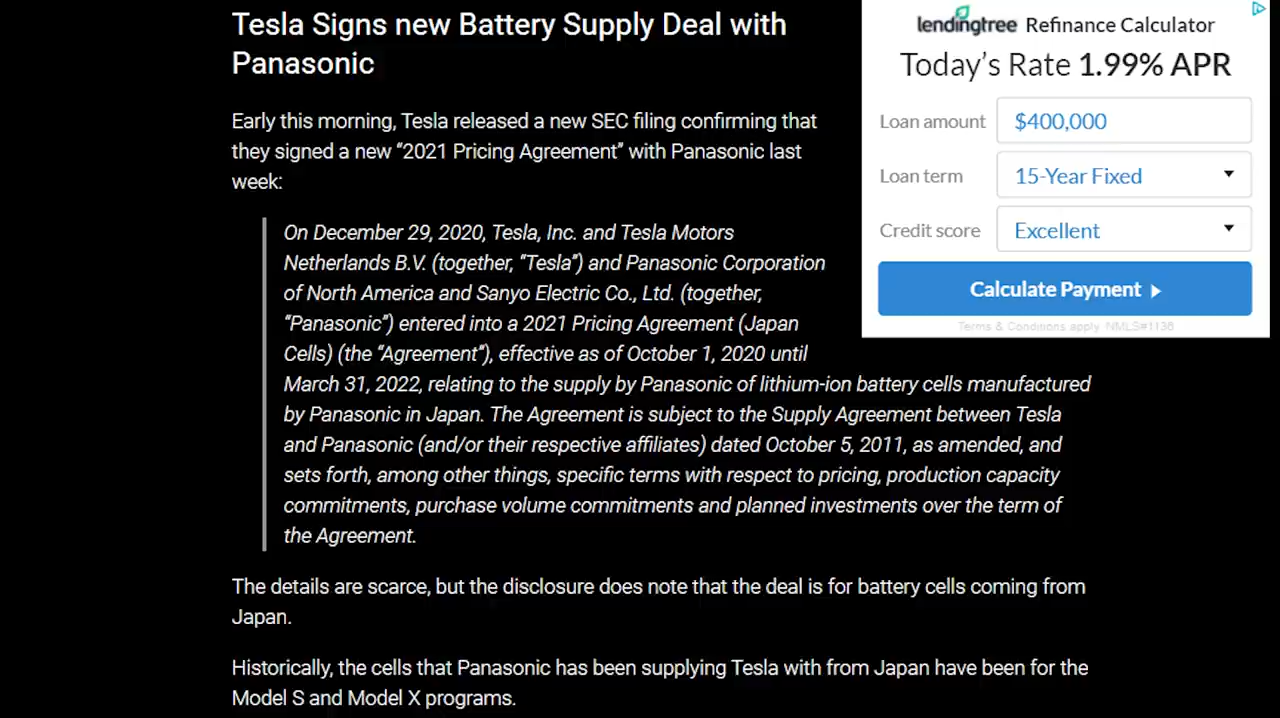 Tesla Signs new Battery Supply Deal with
Panasonic
Early this morning, Tesla released a new SEC filing confirming that
they signed a new “2021 Pricing Agreement” with Panasonic last
week:
On December 29, 2020, Tesla, Inc. and Tesla Motors
Netherlands B.V. (together, “Tesla”) and Panasonic Corporation
of North America and Sanyo Electric Co., Ltd. (together,
“Panasonic”) entered into a 2021 Pricing Agreement (Japan
Cells) (the “Agreement”), effective as of October 1, 2020 until
March 31, 2022, relating to the supply by Panasonic of lithium-ion battery cells manufactured
by Panasonic in Japan. The Agreement is subject to the Supply Agreement between Tesla
and Panasonic (and/or their respective affiliates) dated October 5, 2011, as amended, and
sets forth, among other things, specific terms with respect to pricing, production capacity
commitments, purchase volume commitments and planned investments over the term of
the Agreement.
The details are scarce, but the disclosure does note that the deal is for battery cells coming from
Japan.
Historically, the cells that Panasonic has been supplying Tesla with from Japan have been for the
Model S and Model X programs.
lendingtree Refinance Calculator
Today’s Rate 1.99% APR
Loan amount $400,000
Loan term 15-Year Fixed
Credit score Excellent
Calculate Payment
Terms & Conditions apply. NMLS#1136